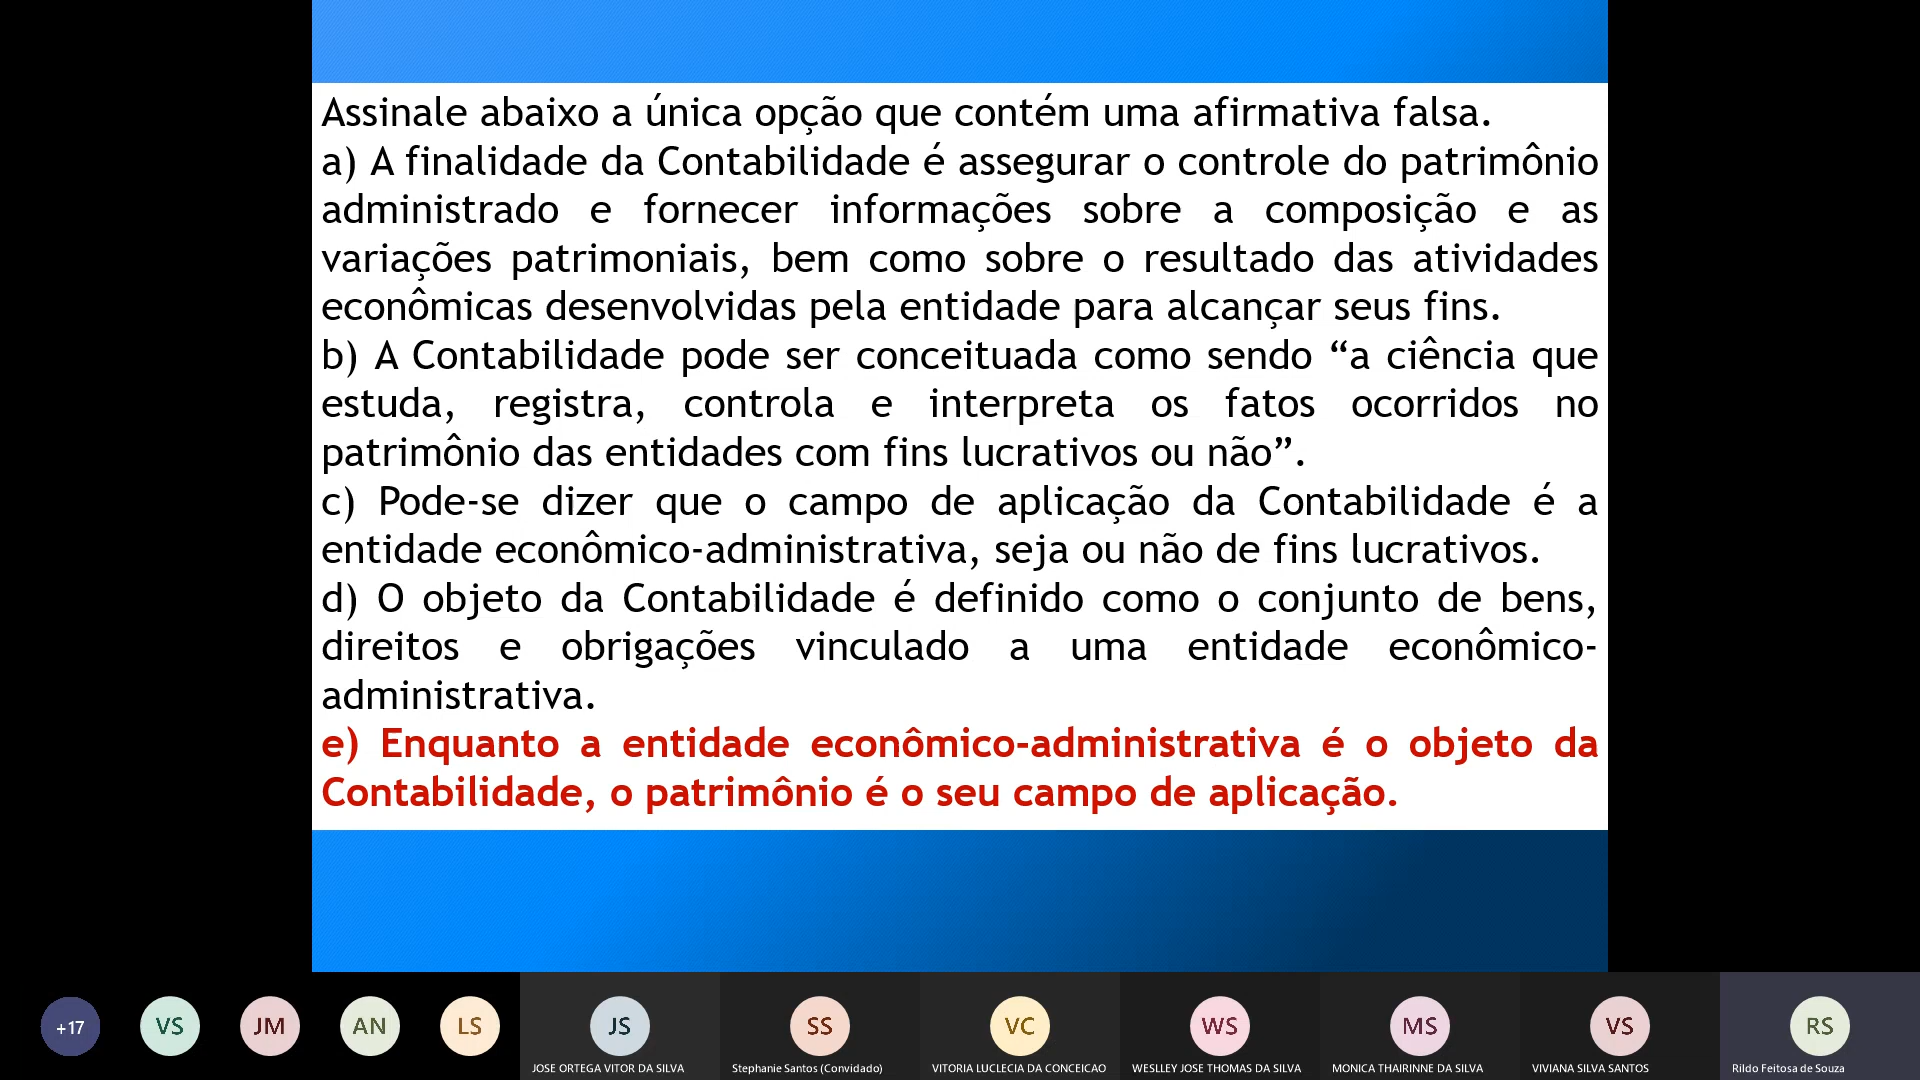 Assinale abaixo a única opção que contém uma afirmativa falsa.
a) A finalidade da Contabilidade é assegurar o controle do patrimônio
administrado e fornecer informações sobre a composição e as
variações patrimoniais, bem como sobre o resultado das atividades
econômicas desenvolvidas pela entidade para alcançar seus fins.
b) A Contabilidade pode ser conceituada como sendo “a ciência que
estuda, registra, controla e interpreta os fatos ocorridos no
patrimônio das entidades com fins lucrativos ou não”.
c) Pode-se dizer que o campo de aplicação da Contabilidade é a
entidade econômico-administrativa, seja ou não de fins lucrativos.
d) O objeto da Contabilidade é definido como o conjunto de bens,
direitos e obrigações vinculado a uma entidade econômico-
administrativa.
e) Enquanto a entidade econômico-administrativa é o objeto da
Contabilidade, o patrimônio é o seu campo de aplicação.
+17 VS JM AN LS JS SS VC WS MS VS RS
JOSE ORTEGA VITOR DA SILVA Stephanie Santos (Convidado) VITORIA LUCLECIA DA CONCEICAO WESLLEY JOSE THOMAS DA SILVA MONICA THAIRINNE DA SILVA VIVIANA SILVA SANTOS Rildo Feitosa de Souza